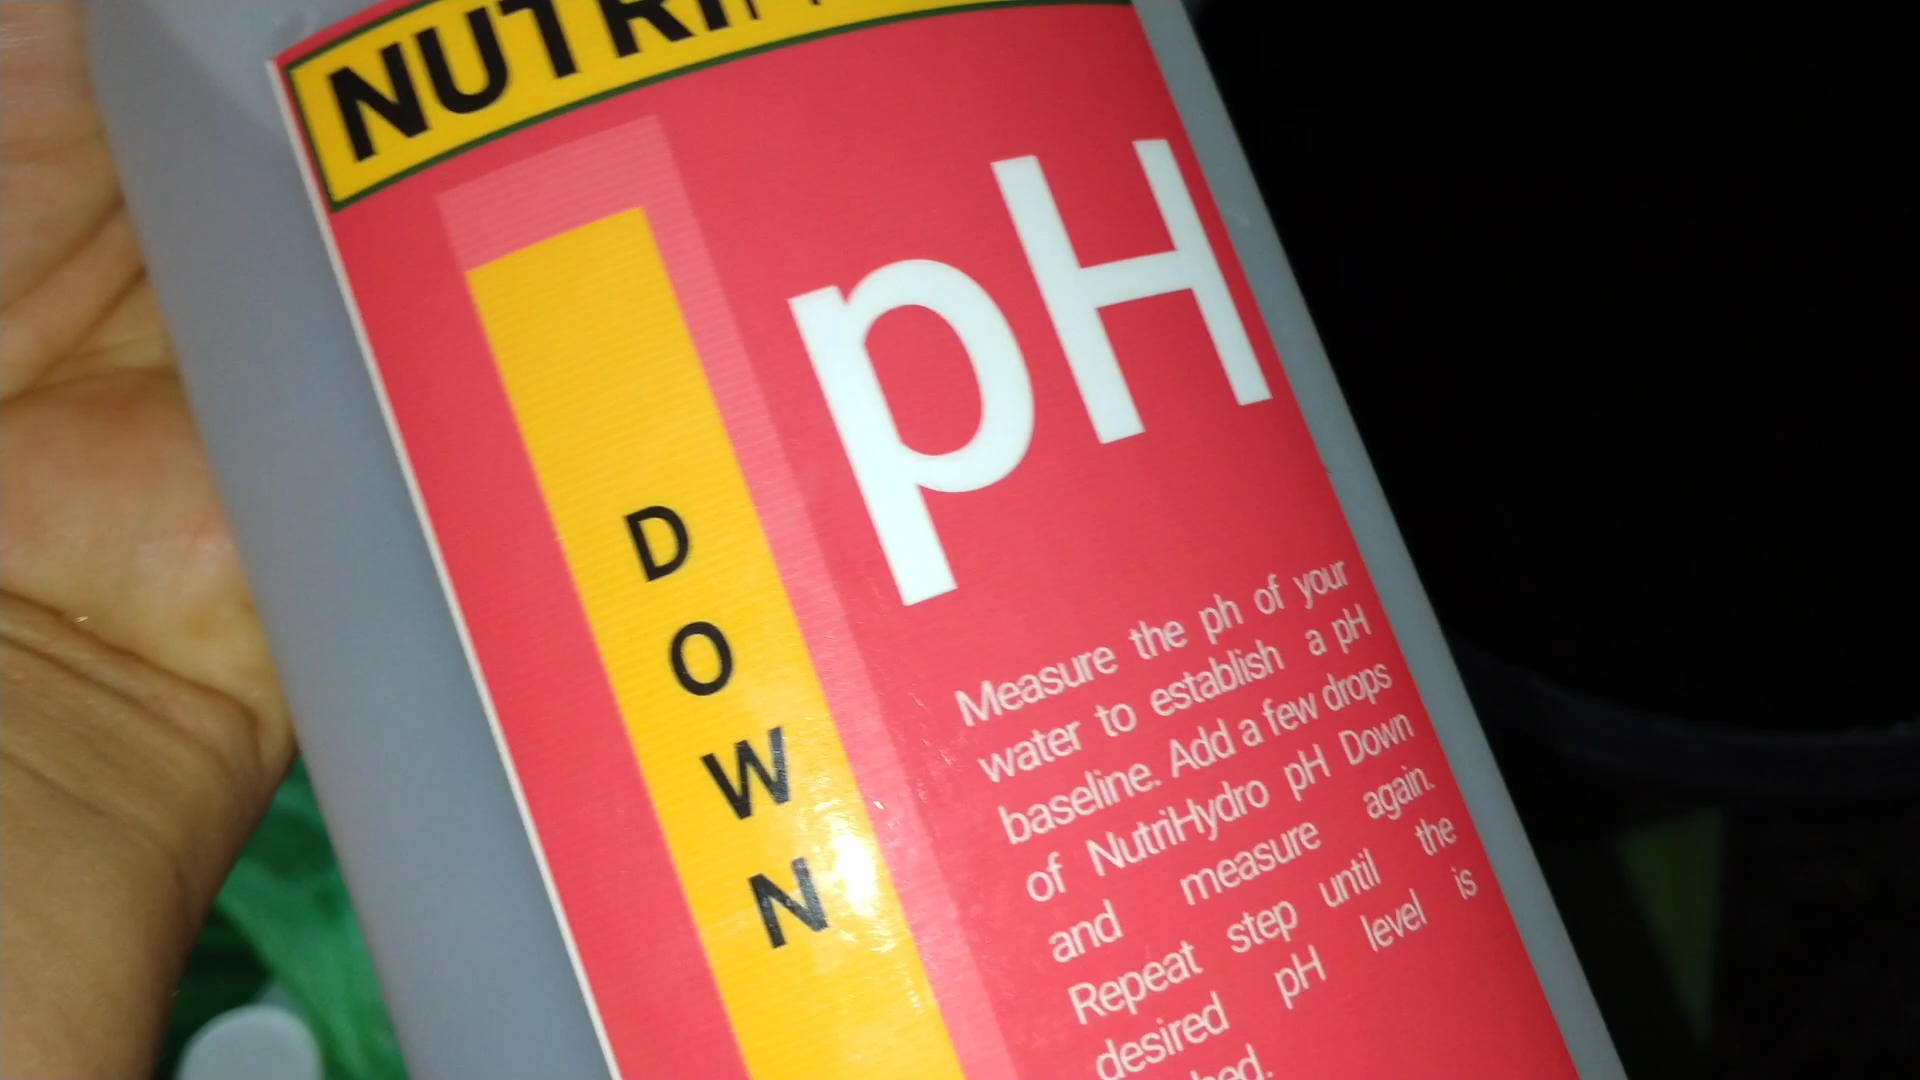 NUTRI
pH
DOWN
Measure the ph of your
water to establish a pH
baseline. Add a few drops
of NutriHydro pH Down
and measure again.
Repeat step until the
desired pH level is